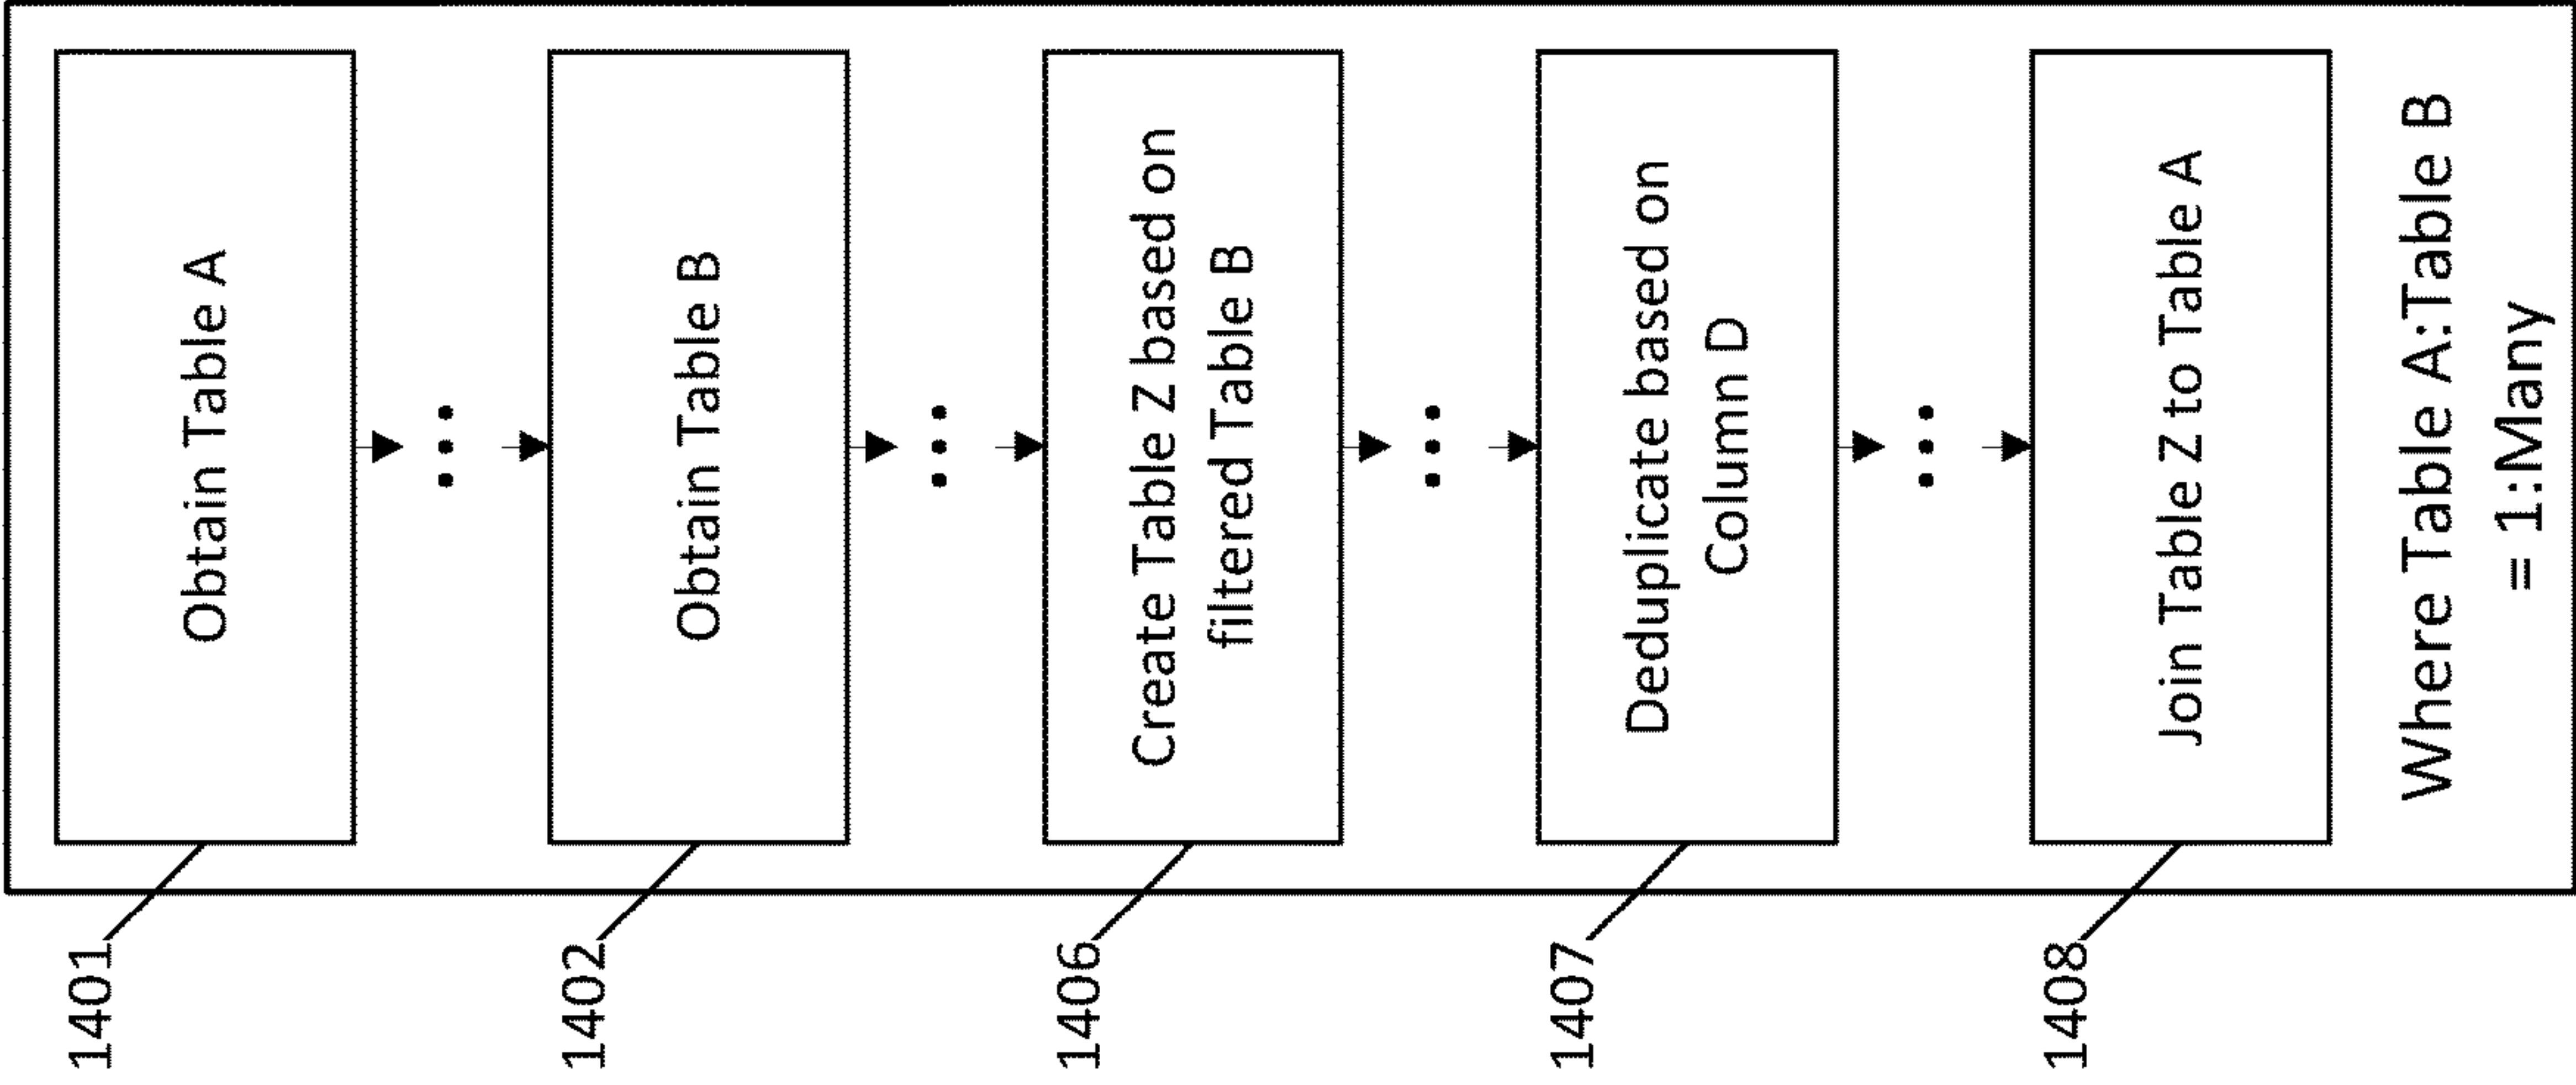 1401
Obtain Table A
1402
Obtain Table B
1406
Create Table Z based on
filtered Table B
1407
Deduplicate based on
Column D
1408
Join Table Z to Table A
Where Table A:Table B
= 1:Many